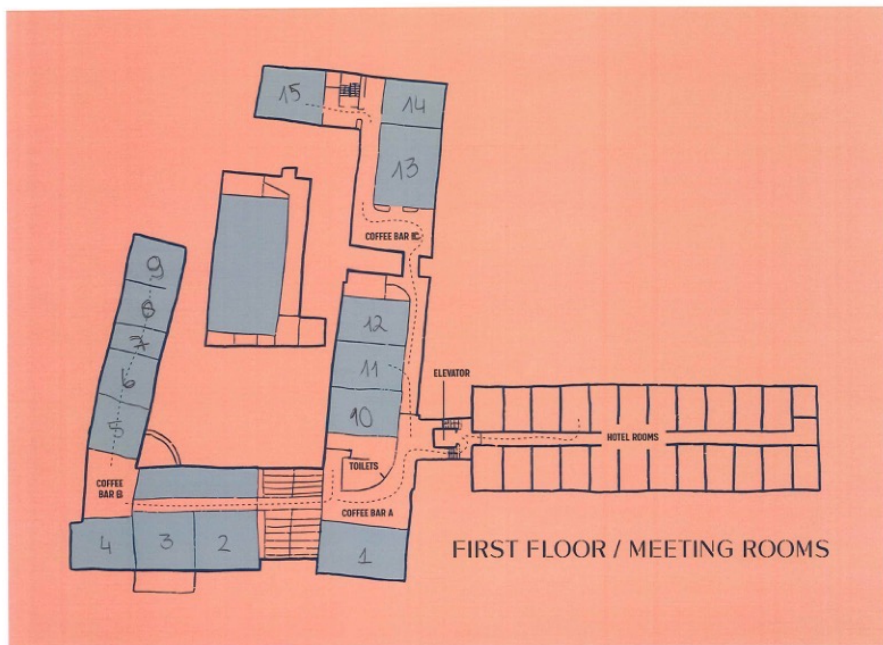 15
14
13
COFFEE BAR C
9
8
7
6
5
12
11
10
ELEVATOR
HOTEL ROOMS
TOILETS
COFFEE
BAR B
COFFEE BAR A
4
3
2
1
FIRST FLOOR / MEETING ROOMS